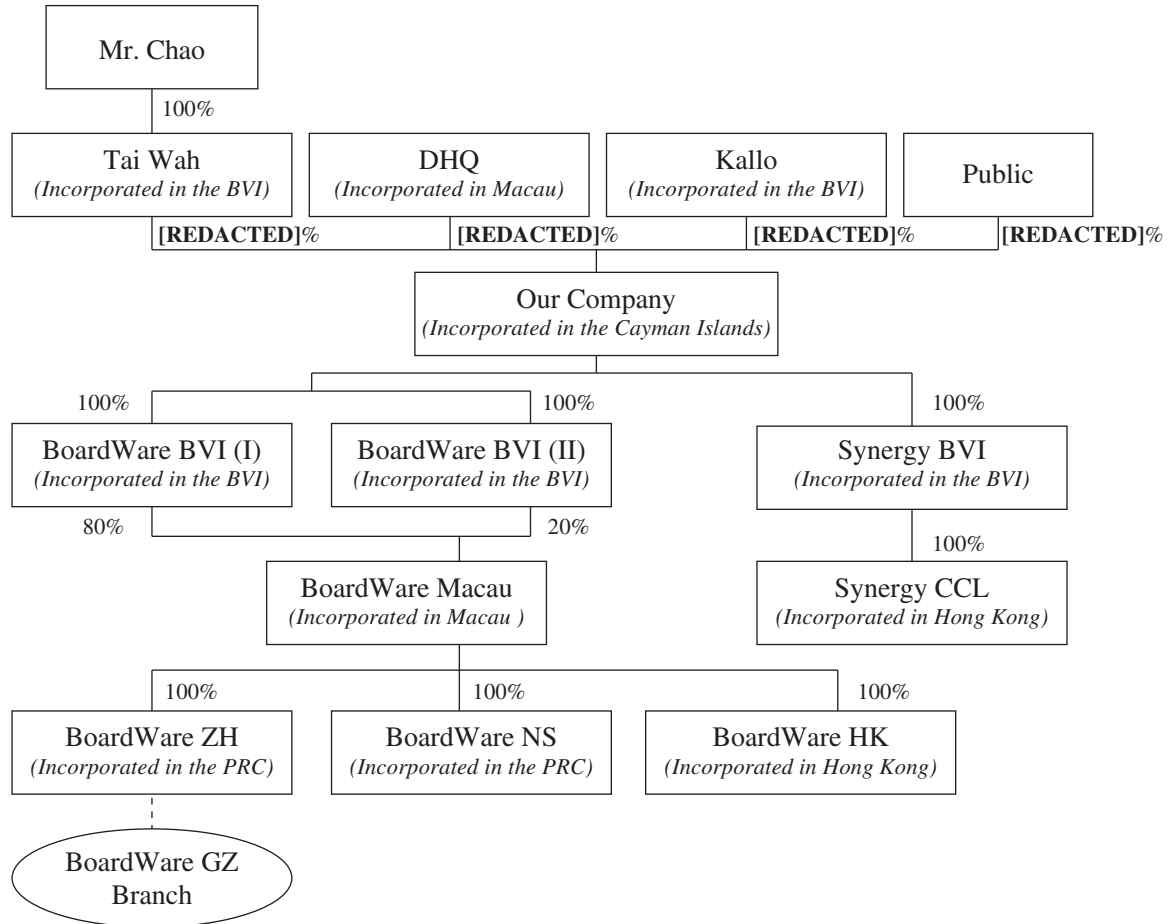 Mr. Chao
100%
Tai Wah
(Incorporated in the BVI)
DHQ
(Incorporated in Macau)
Kallo
(Incorporated in the BVI)
Public
[REDACTED]%
[REDACTED]%
[REDACTED]%
[REDACTED]%
Our Company
(Incorporated in the Cayman Islands)
100%
100%
100%
BoardWare BVI (I)
(Incorporated in the BVI)
BoardWare BVI (II)
(Incorporated in the BVI)
Synergy BVI
(Incorporated in the BVI)
80%
20%
100%
BoardWare Macau
(Incorporated in Macau )
Synergy CCL
(Incorporated in Hong Kong)
100%
100%
100%
BoardWare ZH
(Incorporated in the PRC)
BoardWare NS
(Incorporated in the PRC)
BoardWare HK
(Incorporated in Hong Kong)
BoardWare GZ
Branch